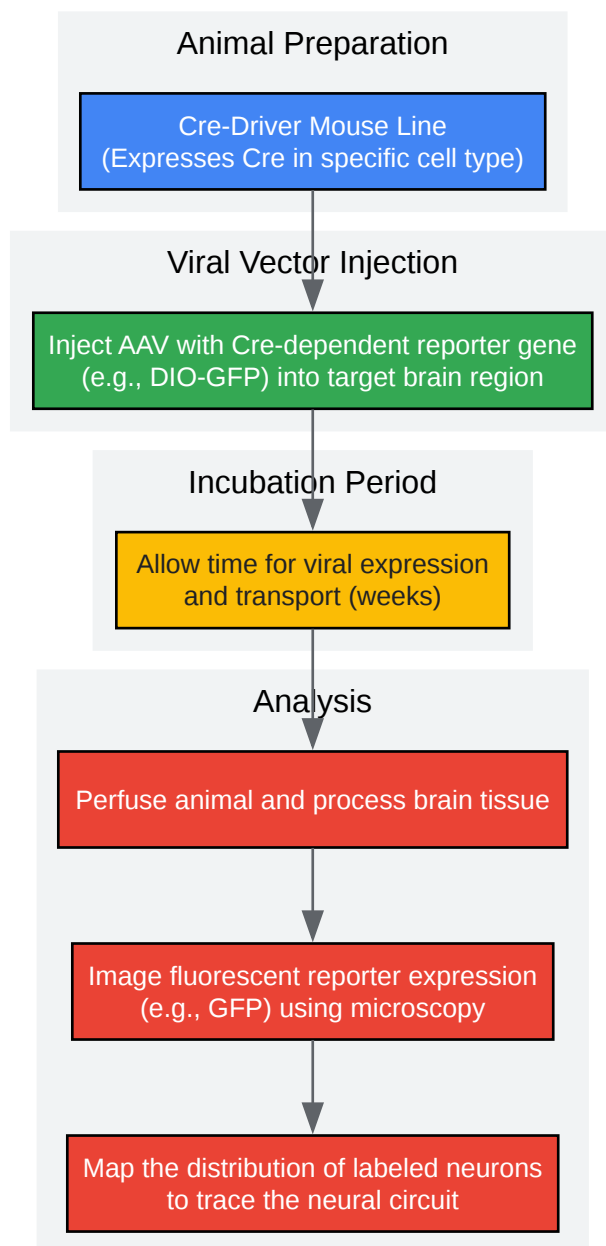 Animal Preparation
Cre-Driver Mouse Line
(Expresses Cre in specific cell type)
Viral Vector Injection
Inject AAV with Cre-dependent reporter gene
(e.g., DIO-GFP) into target brain region
Incubation Period
Allow time for viral expression
and transport (weeks)
Analysis
Perfuse animal and process brain tissue
Image fluorescent reporter expression
(e.g., GFP) using microscopy
Map the distribution of labeled neurons
to trace the neural circuit